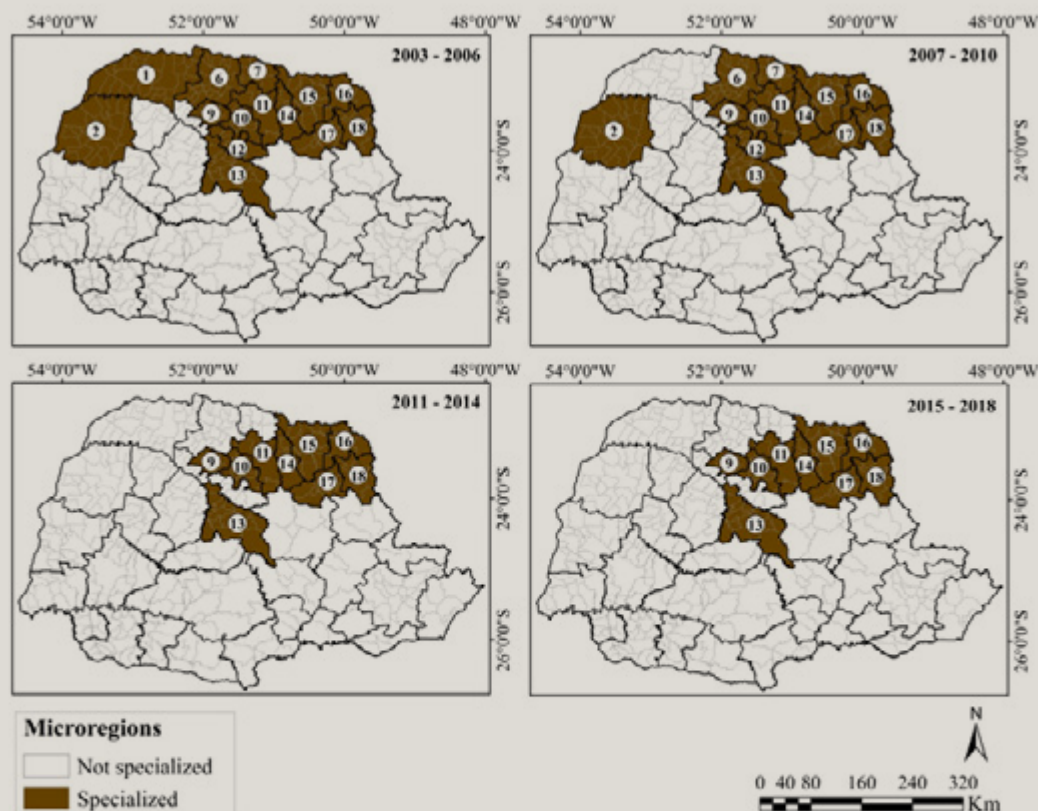 54°0'0"W 52°0'0"W 50°0'0"W 48°0'0"W
2003 - 2006
1 6 7 15 16 2 9 10 11 14 17 18 12 13
24°0'0"S
26°0'0"S
54°0'0"W 52°0'0"W 50°0'0"W 48°0'0"W
2007 - 2010
6 7 15 16 2 9 10 11 14 17 18 12 13
24°0'0"S
26°0'0"S
54°0'0"W 52°0'0"W 50°0'0"W 48°0'0"W
2011 - 2014
15 16 9 10 11 14 17 18 13
24°0'0"S
26°0'0"S
54°0'0"W 52°0'0"W 50°0'0"W 48°0'0"W
2015 - 2018
15 16 9 10 11 14 17 18 13
24°0'0"S
26°0'0"S
Microregions
Not specialized
Specialized
N
0 40 80 160 240 320
Km